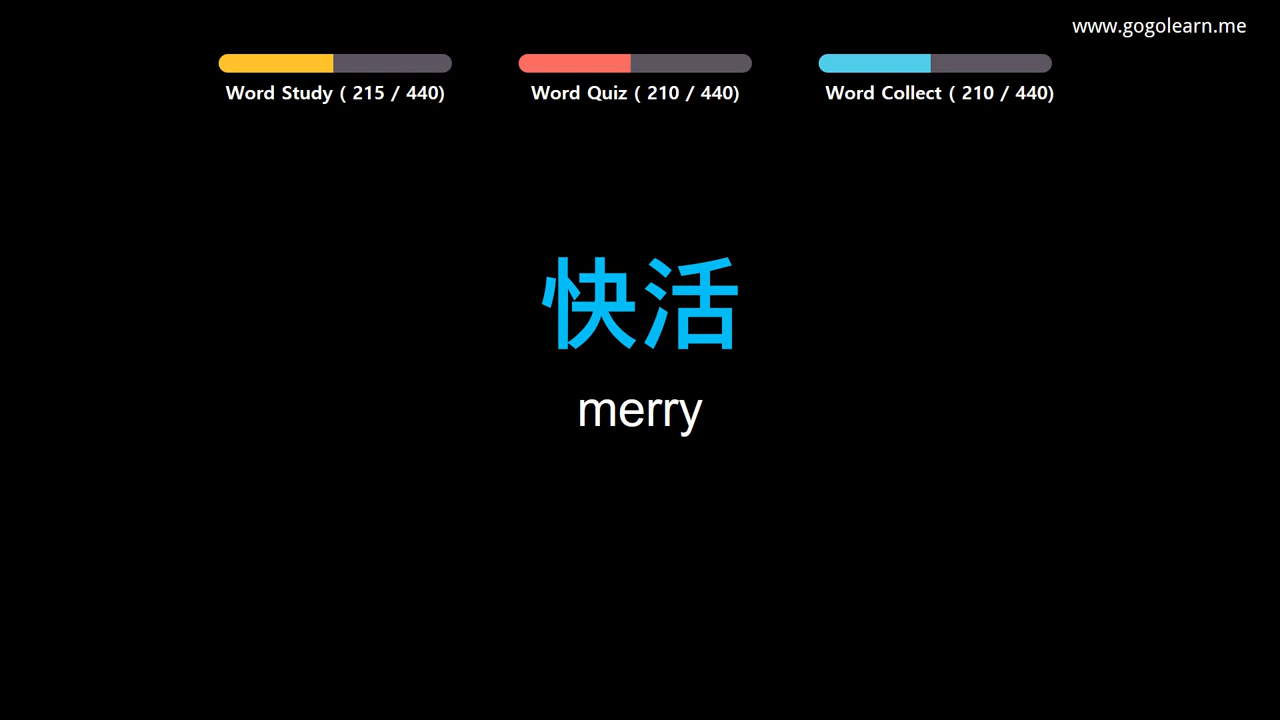 www.gogolearn.me
Word Study ( 215 / 440)
Word Quiz ( 210 / 440)
Word Collect ( 210 / 440)
快活
merry